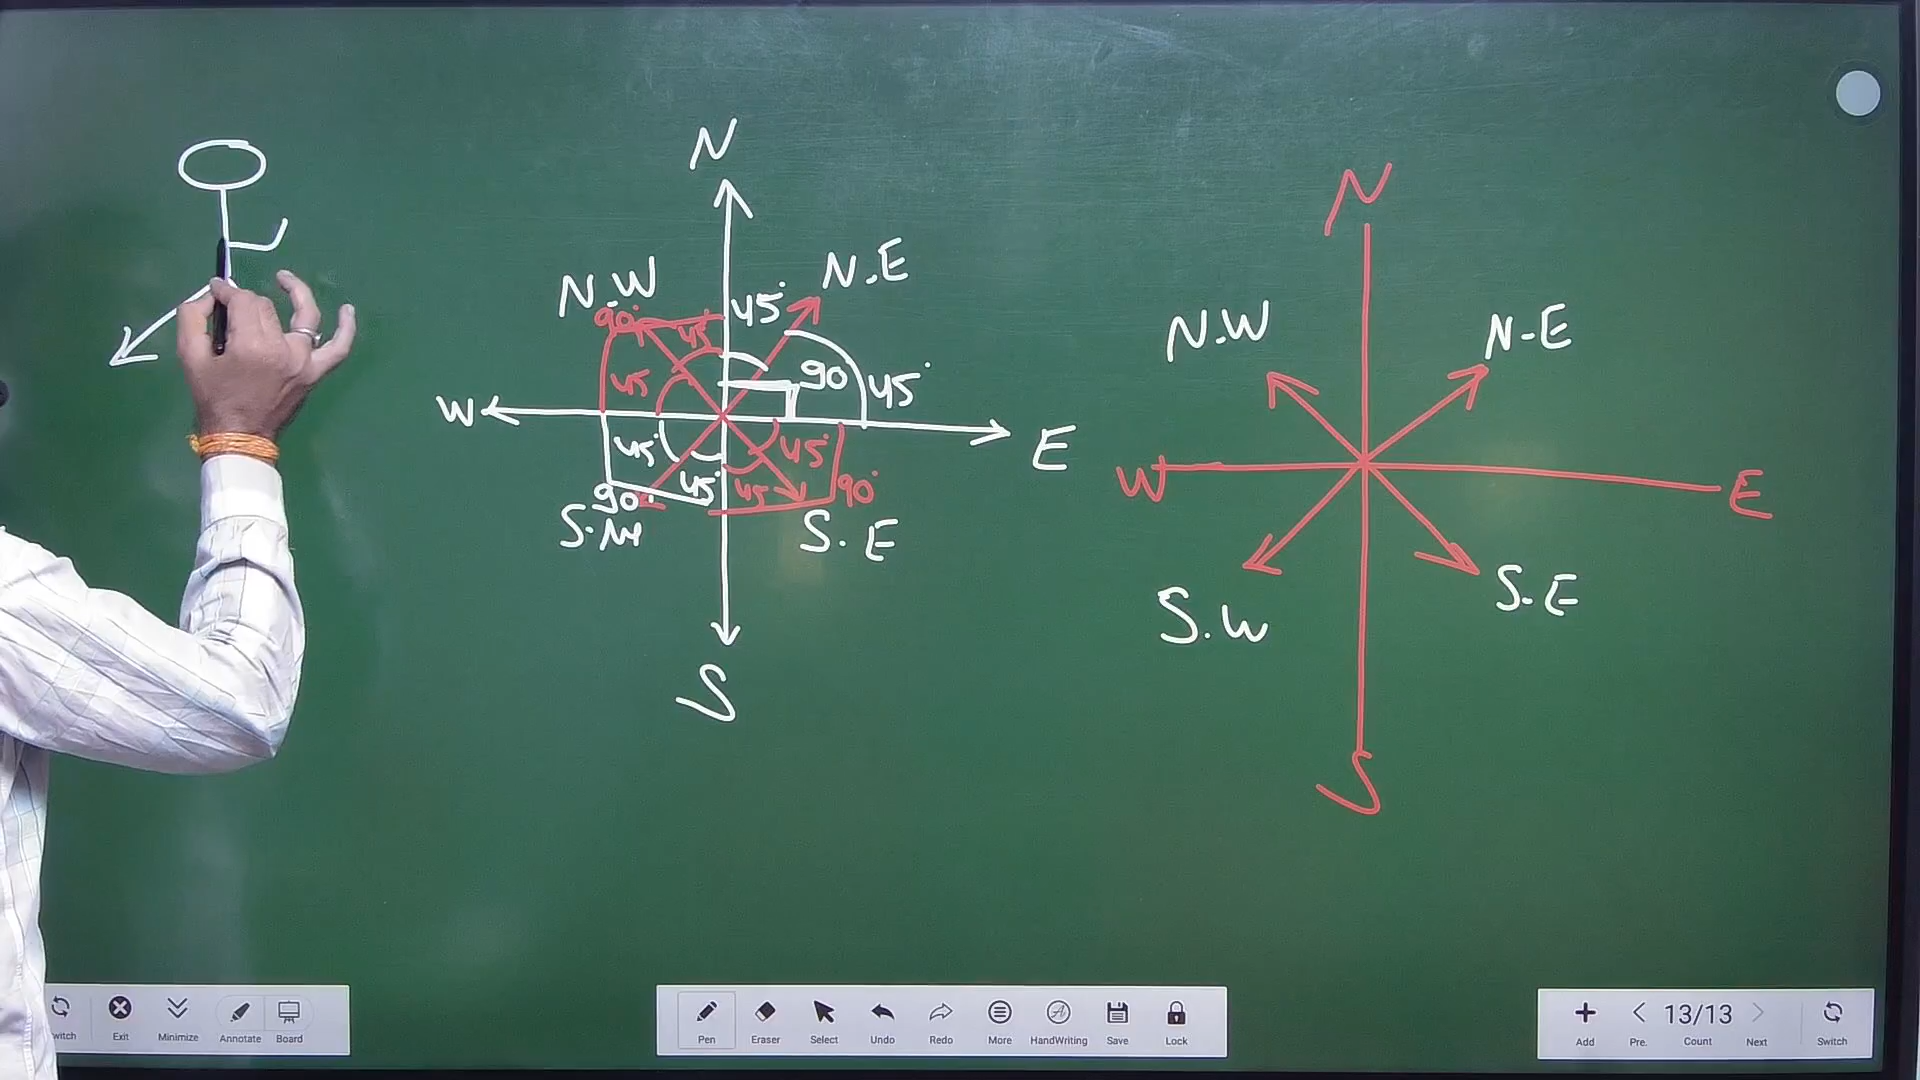 N
N.W
45°
N.E
90°
45
45
90
45°
W
E
45°
45°
90°
45°
45
90°
S.W
S.E
S
N
N.W
N-E
W
E
S.W
S-E
S
Exit
Minimize
Annotate
Board
Pen
Eraser
Select
Undo
Redo
More
HandWriting
Save
Lock
Add
Pre.
13/13
Count
Next
Switch